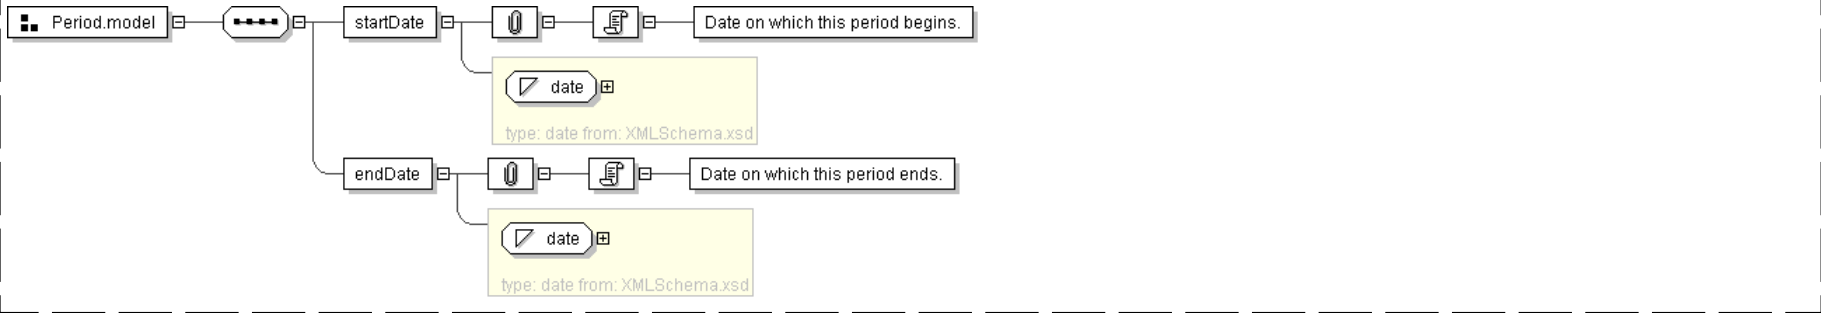 Period.model
startDate
Date on which this period begins.
date
type: date from: XMLSchema.xsd
endDate
Date on which this period ends.
date
type: date from: XMLSchema.xsd